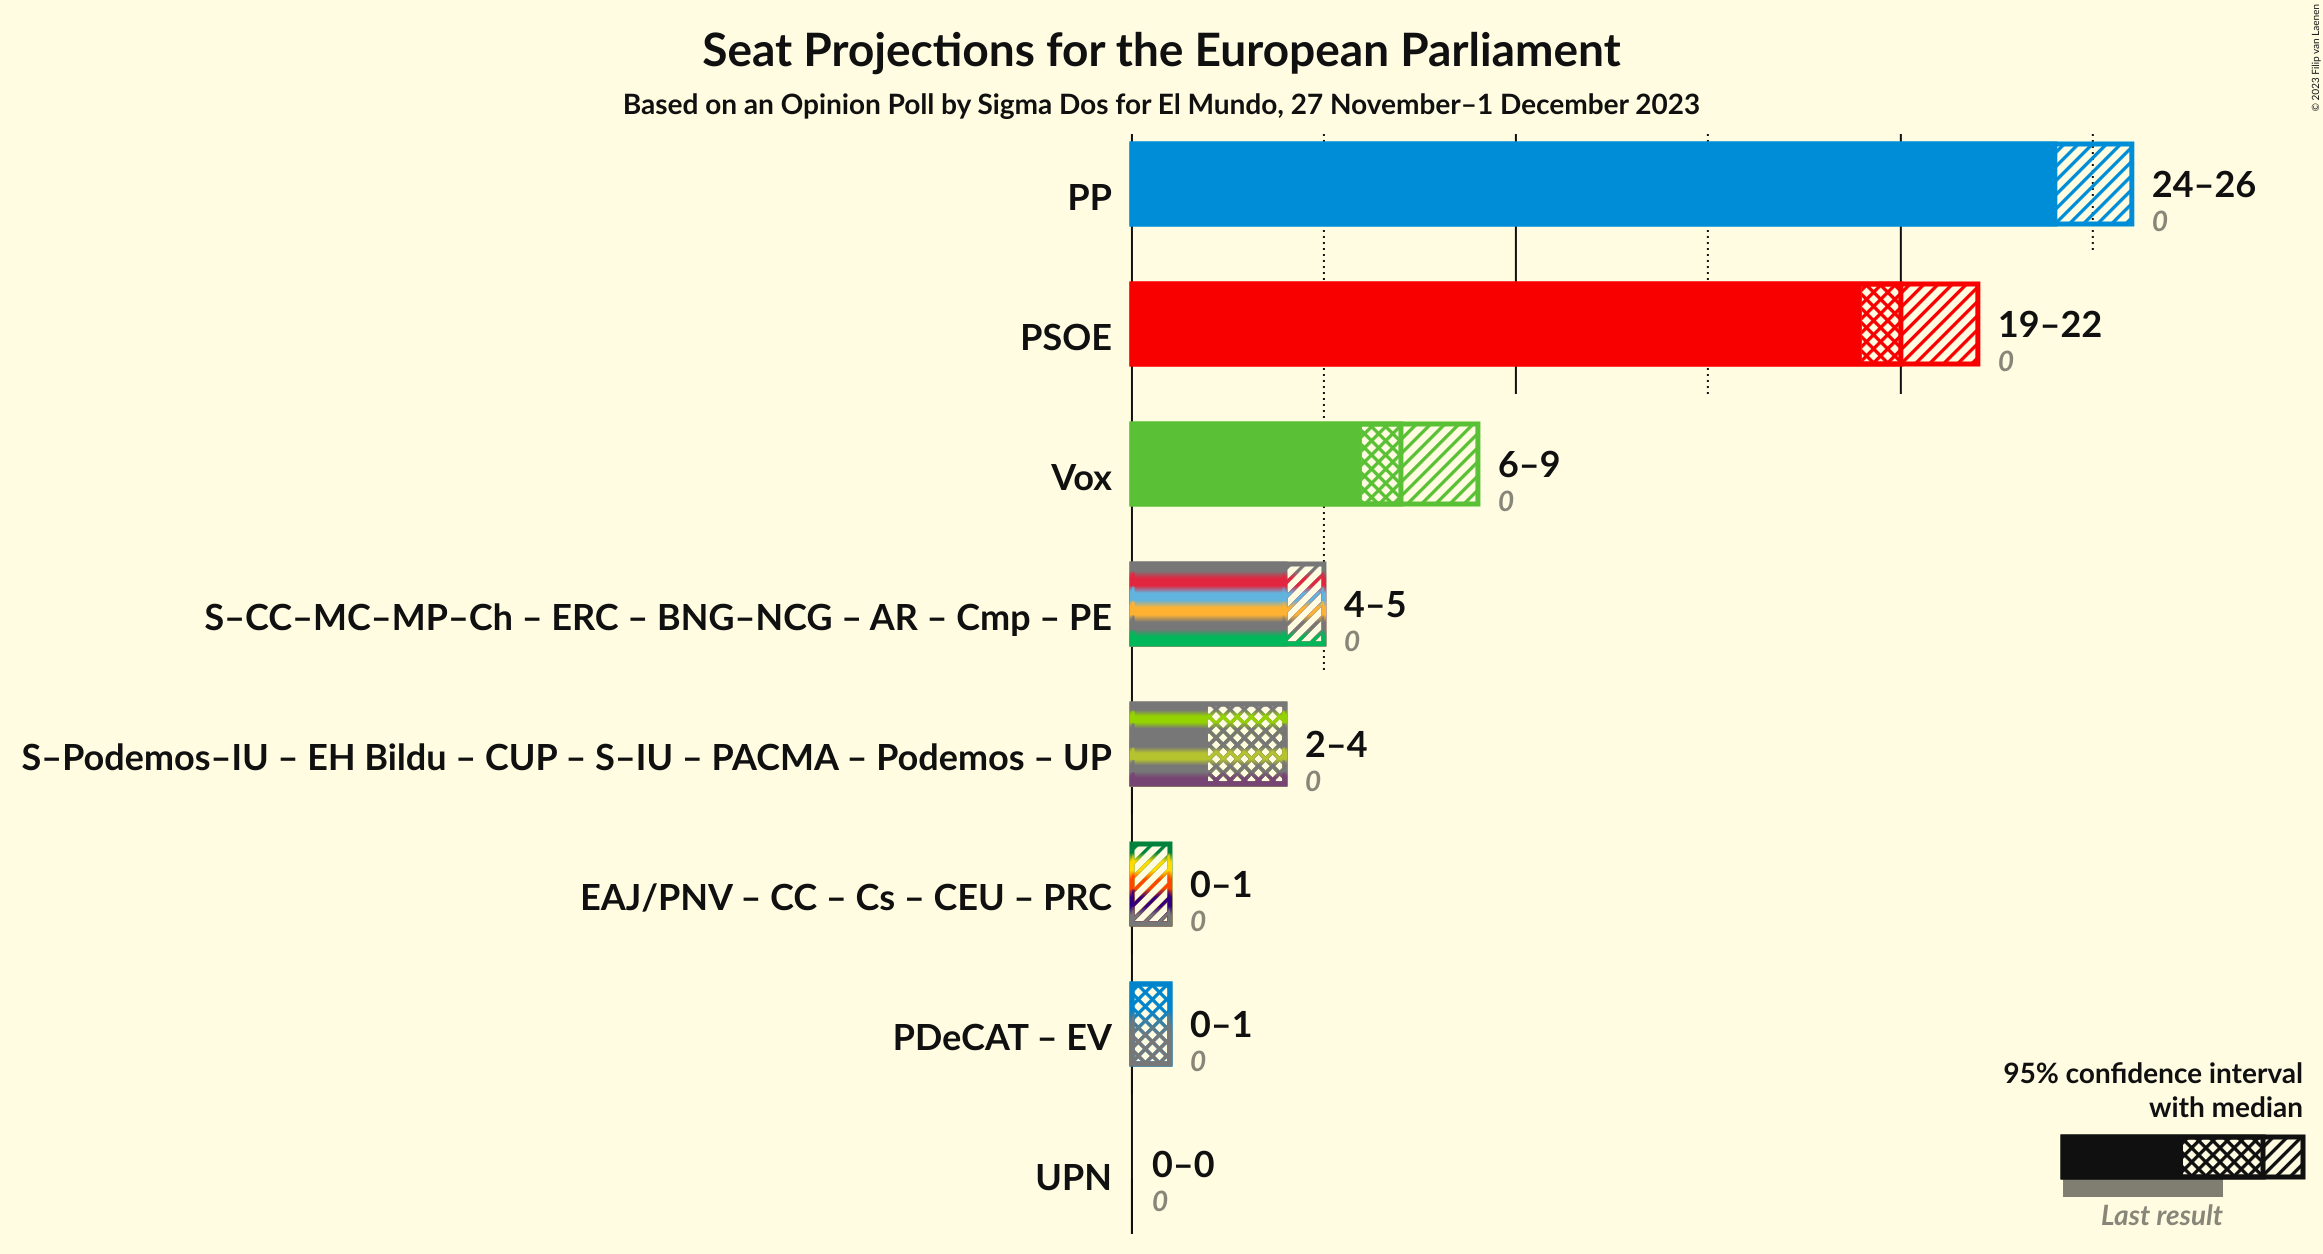 Seat Projections for the European Parliament
Based on an Opinion Poll by Sigma Dos for El Mundo, 27 November–1 December 2023
© 2023 Filip van Laenen
PP
24–26
0
PSOE
19–22
0
Vox
6–9
0
S–CC–MC–MP–Ch – ERC – BNG–NCG – AR – Cmp – PE
4–5
0
S–Podemos–IU – EH Bildu – CUP – S–IU – PACMA – Podemos – UP
2–4
0
EAJ/PNV – CC – Cs – CEU – PRC
0–1
0
PDeCAT – EV
0–1
0
UPN
0–0
0
95% confidence interval
with median
Last result